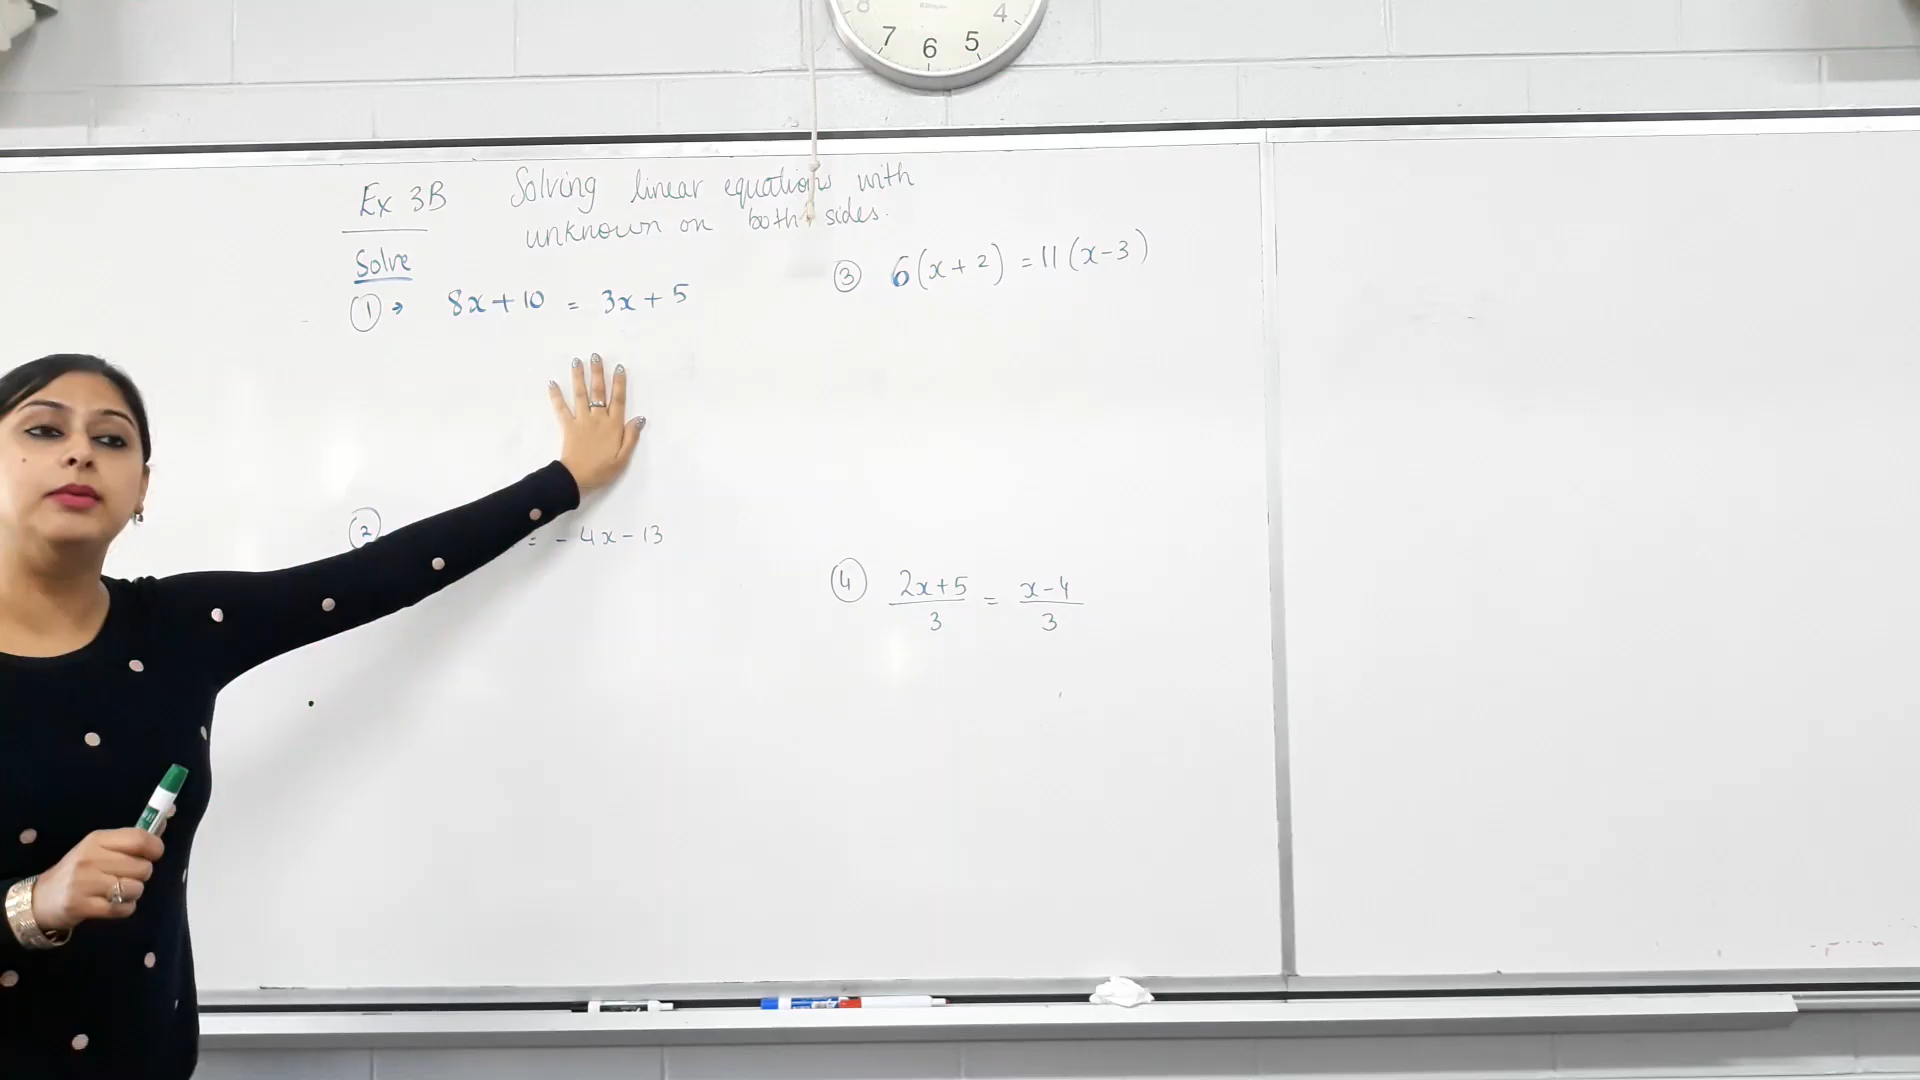 8 7 6 5 4
Ex 3B Solving linear equations with
unknown on both sides.
Solve
① → 8x+10 = 3x+5
② = - 4x-13
③ 6(x+2) = 11(x-3)
④ 2x+5 = x-4
3 3